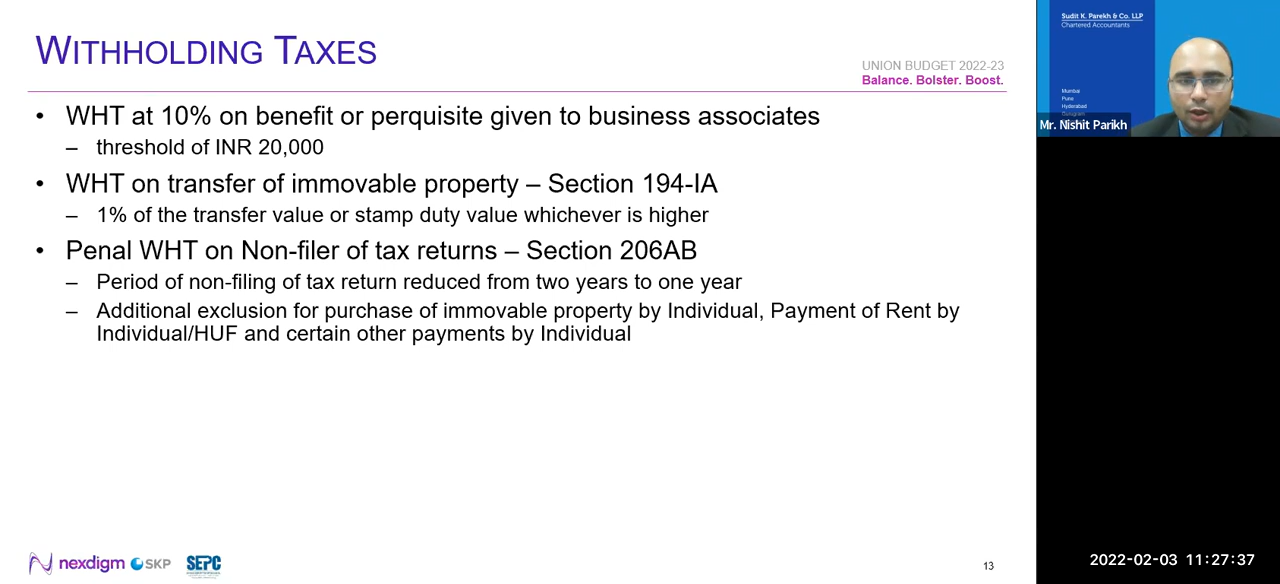 WITHHOLDING TAXES
UNION BUDGET 2022-23
Balance. Bolster. Boost.
• WHT at 10% on benefit or perquisite given to business associates
– threshold of INR 20,000
• WHT on transfer of immovable property – Section 194-IA
– 1% of the transfer value or stamp duty value whichever is higher
• Penal WHT on Non-filer of tax returns – Section 206AB
– Period of non-filing of tax return reduced from two years to one year
– Additional exclusion for purchase of immovable property by Individual, Payment of Rent by
Individual/HUF and certain other payments by Individual
nexdigm SKP SEPC
13
Sudit K. Parekh & Co. LLP
Chartered Accountants
Mumbai
Pune
Hyderabad
Mr. Nishit Parikh
2022-02-03 11:27:37